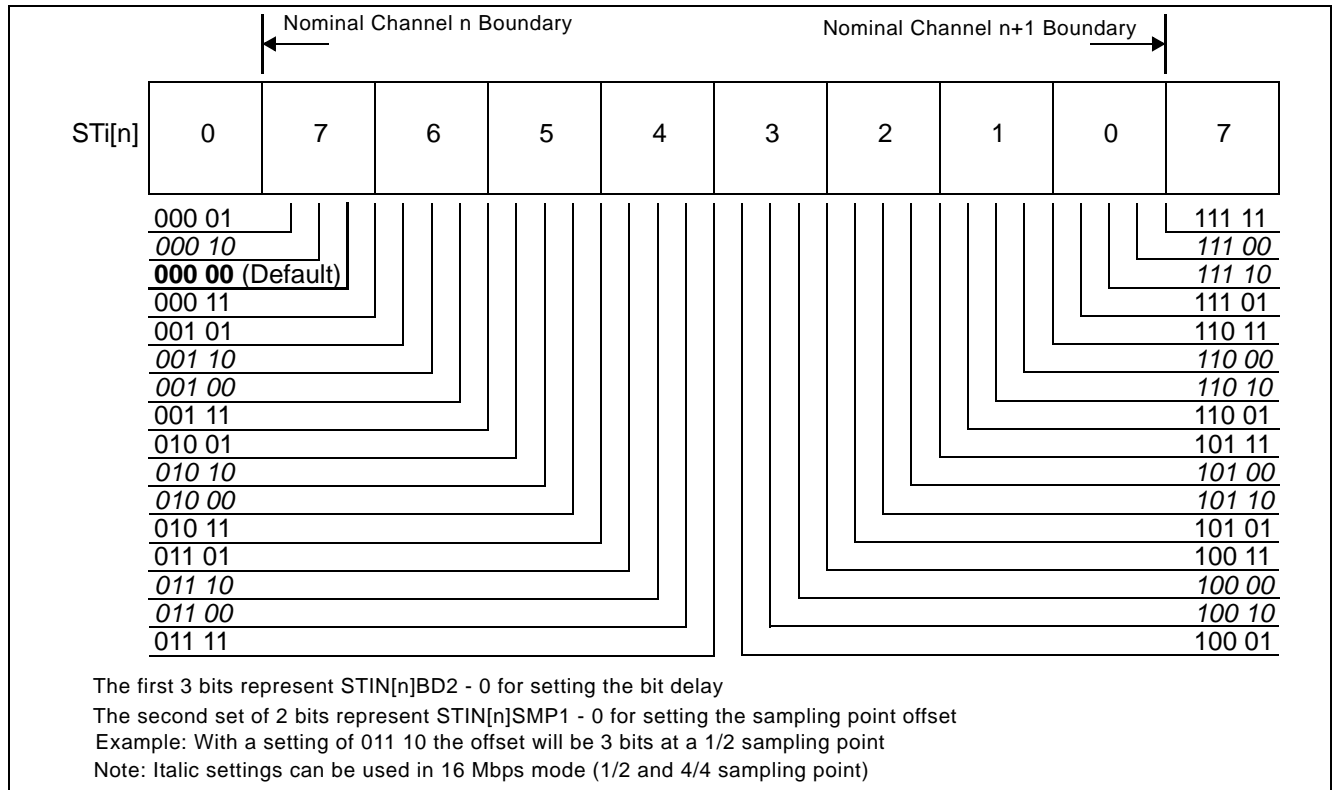 Nominal Channel n Boundary
Nominal Channel n+1 Boundary
STi[n] 0 7 6 5 4 3 2 1 0 7
000 01 111 11
000 10 111 00
000 00 (Default) 111 10
000 11 111 01
001 01 110 11
001 10 110 00
001 00 110 10
001 11 110 01
010 01 101 11
010 10 101 00
010 00 101 10
010 11 101 01
011 01 100 11
011 10 100 00
011 00 100 10
011 11 100 01
The first 3 bits represent STIN[n]BD2 - 0 for setting the bit delay
The second set of 2 bits represent STIN[n]SMP1 - 0 for setting the sampling point offset
Example: With a setting of 011 10 the offset will be 3 bits at a 1/2 sampling point
Note: Italic settings can be used in 16 Mbps mode (1/2 and 4/4 sampling point)